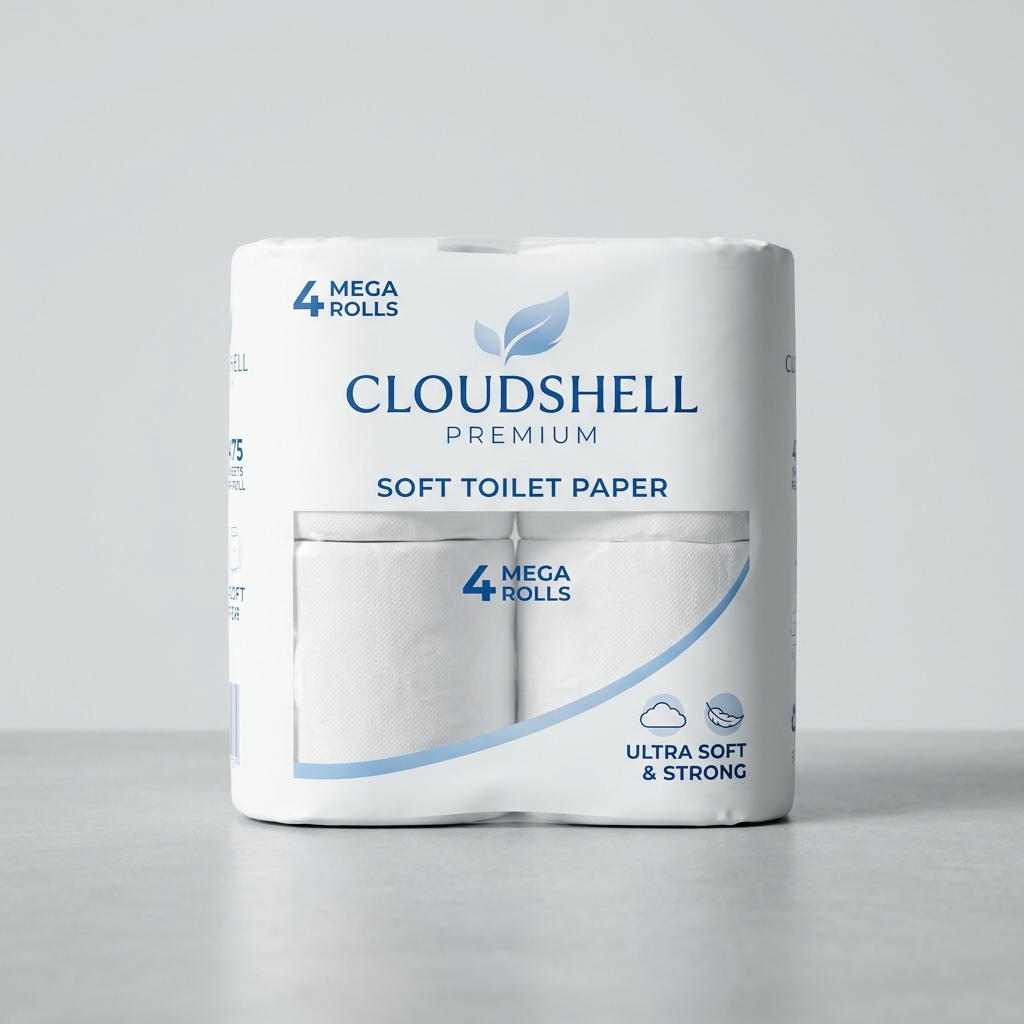 4 MEGA
ROLLS
CLOUDSHELL
PREMIUM
SOFT TOILET PAPER
4 MEGA
ROLLS
ULTRA SOFT
& STRONG